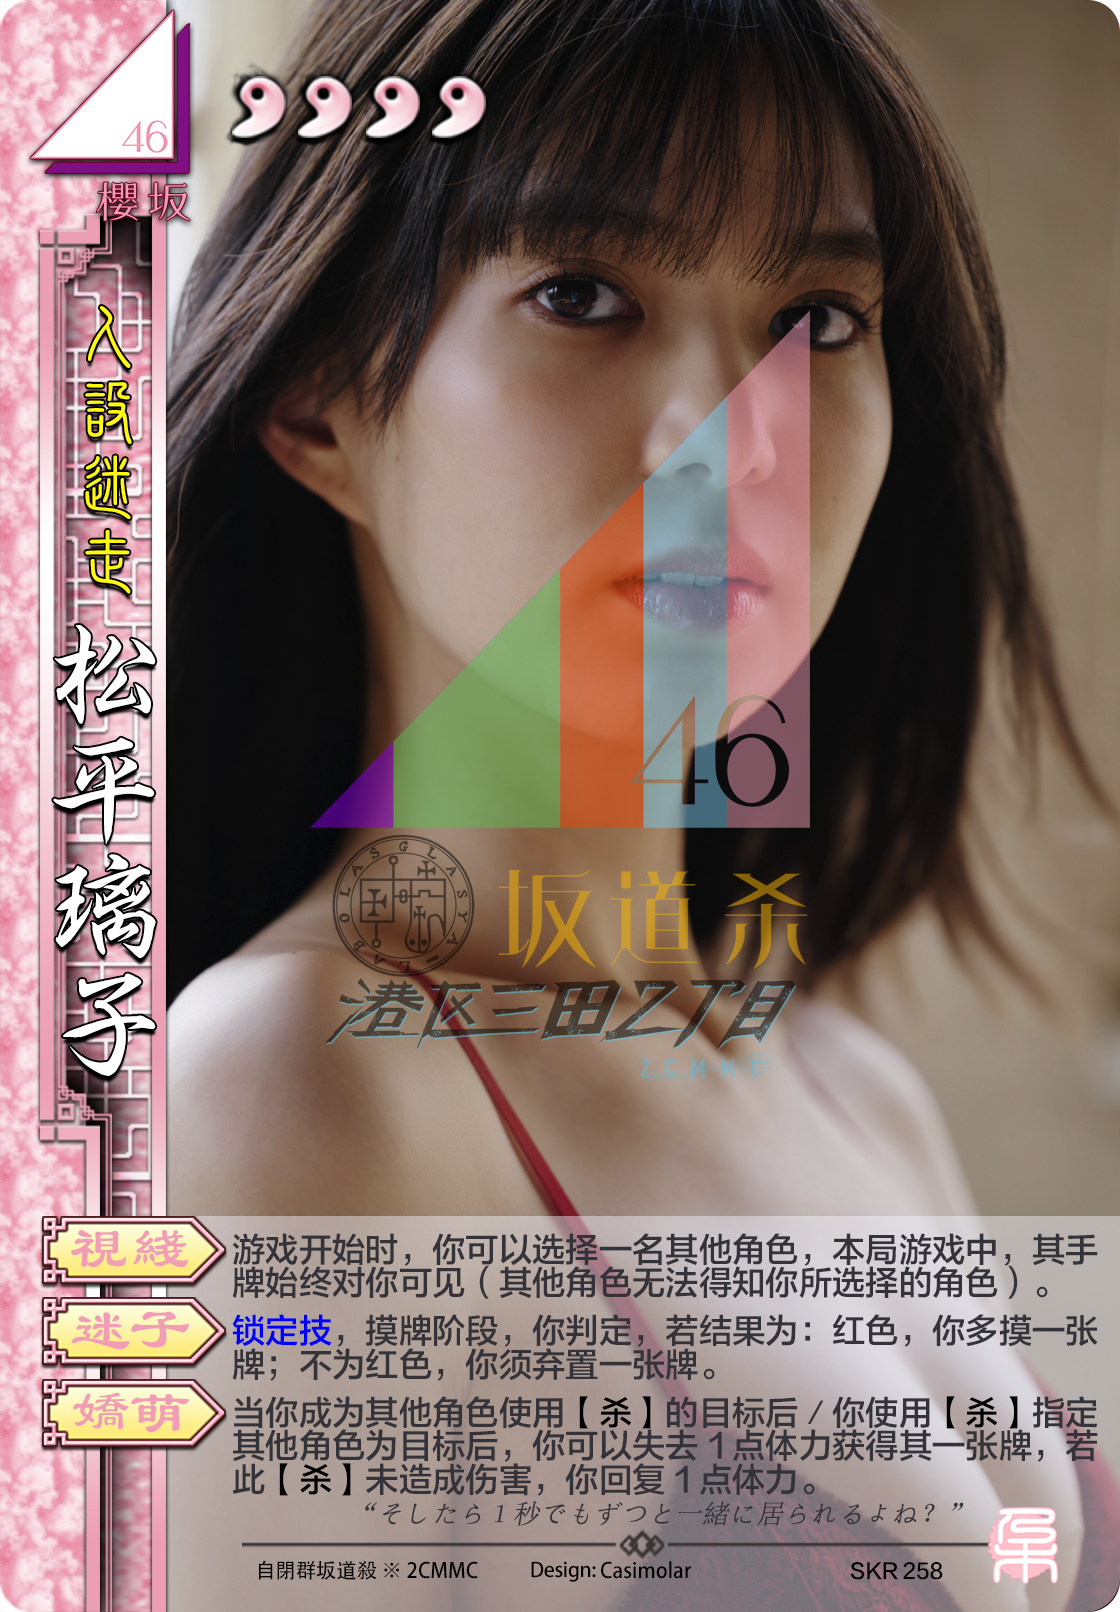 46
櫻坂
人設迷走
松平璃子
46
GLASYALABOLAS
坂道杀
港区三田乙丁目
2.C.M.M.C
視綫
游戏开始时，你可以选择一名其他角色，本局游戏中，其手
牌始终对你可见（其他角色无法得知你所选择的角色）。
迷子
锁定技，摸牌阶段，你判定，若结果为：红色，你多摸一张
牌；不为红色，你须弃置一张牌。
嬌萌
当你成为其他角色使用【杀】的目标后／你使用【杀】指定
其他角色为目标后，你可以失去1点体力获得其一张牌，若
此【杀】未造成伤害，你回复1点体力。
“そしたら１秒でもずつと一緒に居られるよね？”
自閉群坂道殺 ※ 2CMMC Design: Casimolar SKR 258